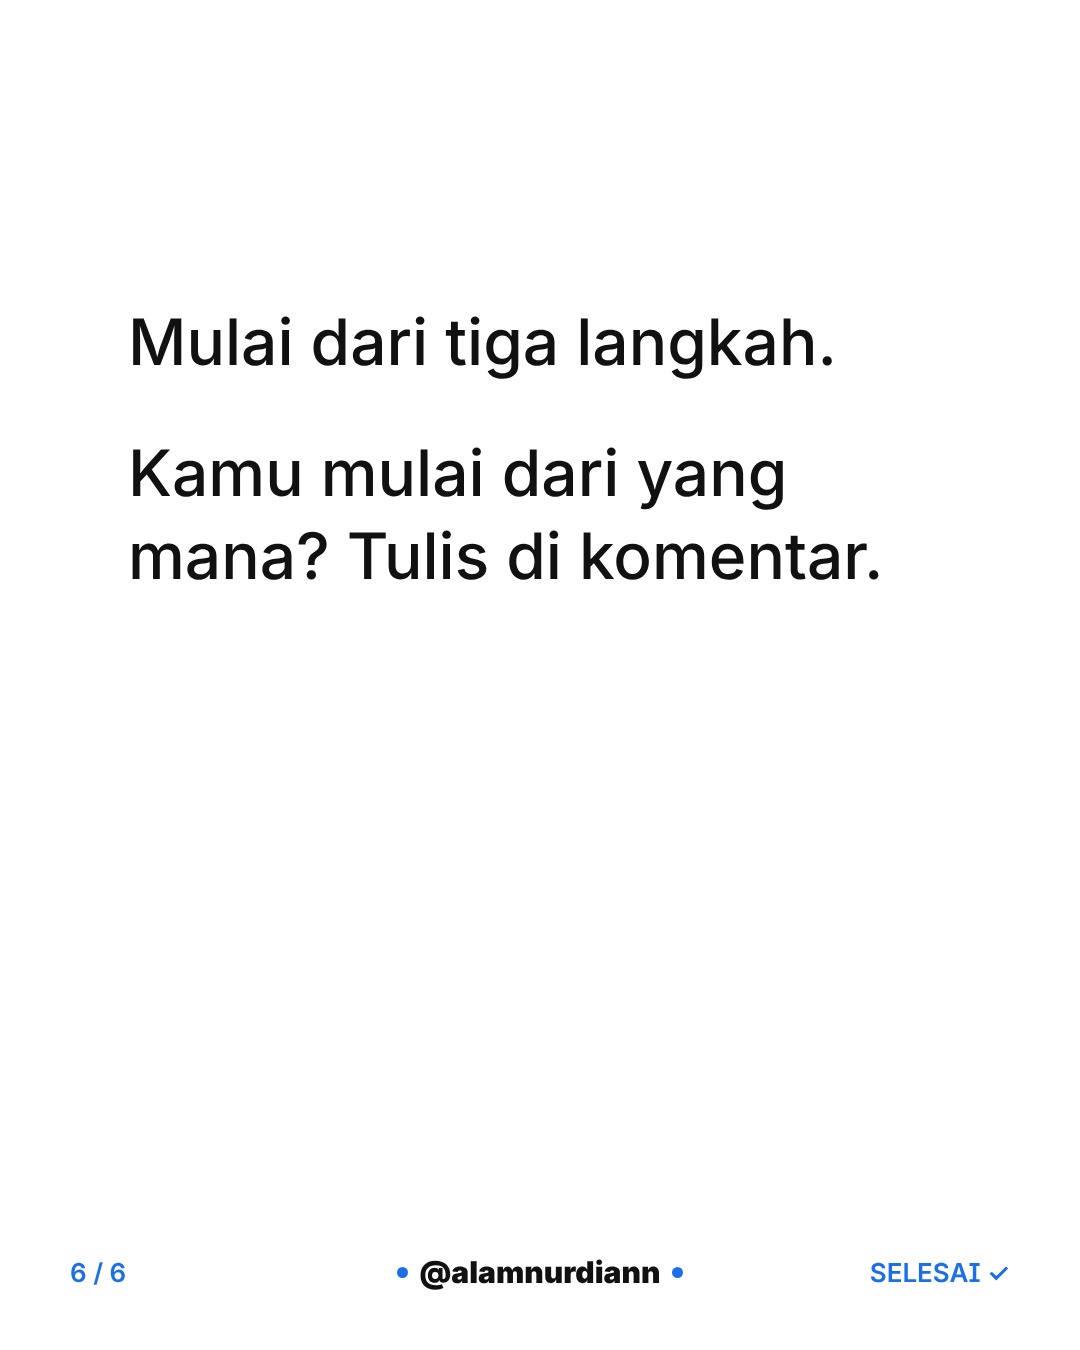 Mulai dari tiga langkah.
Kamu mulai dari yang
mana? Tulis di komentar.
6 / 6
• @alamnurdiann •
SELESAI ✓